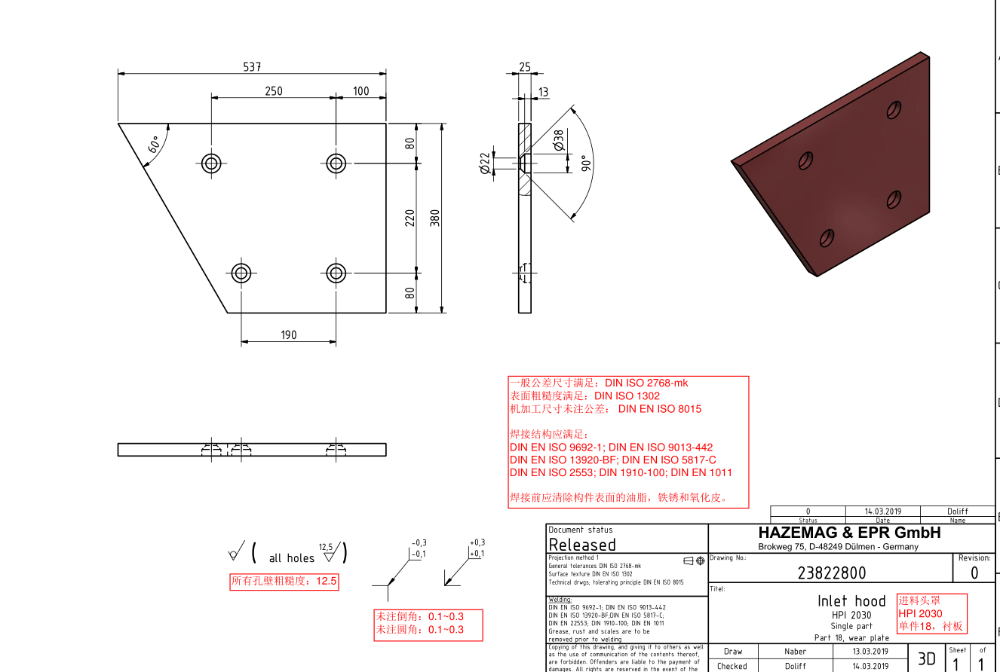 537
250
100
60°
80
220
380
80
190
25
13
Ø22
Ø38
90°
一般公差尺寸满足：DIN ISO 2768-mk
表面粗糙度满足：DIN ISO 1302
机加工尺寸未注公差： DIN EN ISO 8015
焊接结构应满足：
DIN EN ISO 9692-1; DIN EN ISO 9013-442
DIN EN ISO 13920-BF; DIN EN ISO 5817-C
DIN EN ISO 2553; DIN 1910-100; DIN EN 1011
焊接前应清除构件表面的油脂，铁锈和氧化皮。
( all holes 12,5 )
所有孔壁粗糙度：12.5
-0,3
-0,1
+0,3
+0,1
未注倒角：0.1~0.3
未注圆角：0.1~0.3
0 14.03.2019 Doliff
Status Date Name
Document status
Released
HAZEMAG & EPR GmbH
Brokweg 75, D-48249 Dülmen - Germany
Projection method 1
General tolerances DIN ISO 2768-mk
Surface texture DIN EN ISO 1302
Technical drwgs; tolerating principle DIN EN ISO 8015
Drawing No.:
23822800
Revision:
0
Welding:
DIN EN ISO 9692-1; DIN EN ISO 9013-442
DIN EN ISO 13920-BF;DIN EN ISO 5817-C;
DIN EN 22553; DIN 1910-100; DIN EN 1011
Grease, rust and scales are to be
removed prior to welding
Titel:
Inlet hood
HPI 2030
Single part
Part 18, wear plate
进料头罩
HPI 2030
单件18，衬板
Copying of this drawing, and giving it to others as well
as the use of communication of the contents thereof,
are forbidden. Offenders are liable to the payment of
damages. All rights are reserved in the event of the
Draw Naber 13.03.2019
Checked Doliff 14.03.2019
3D
Sheet of
1 1